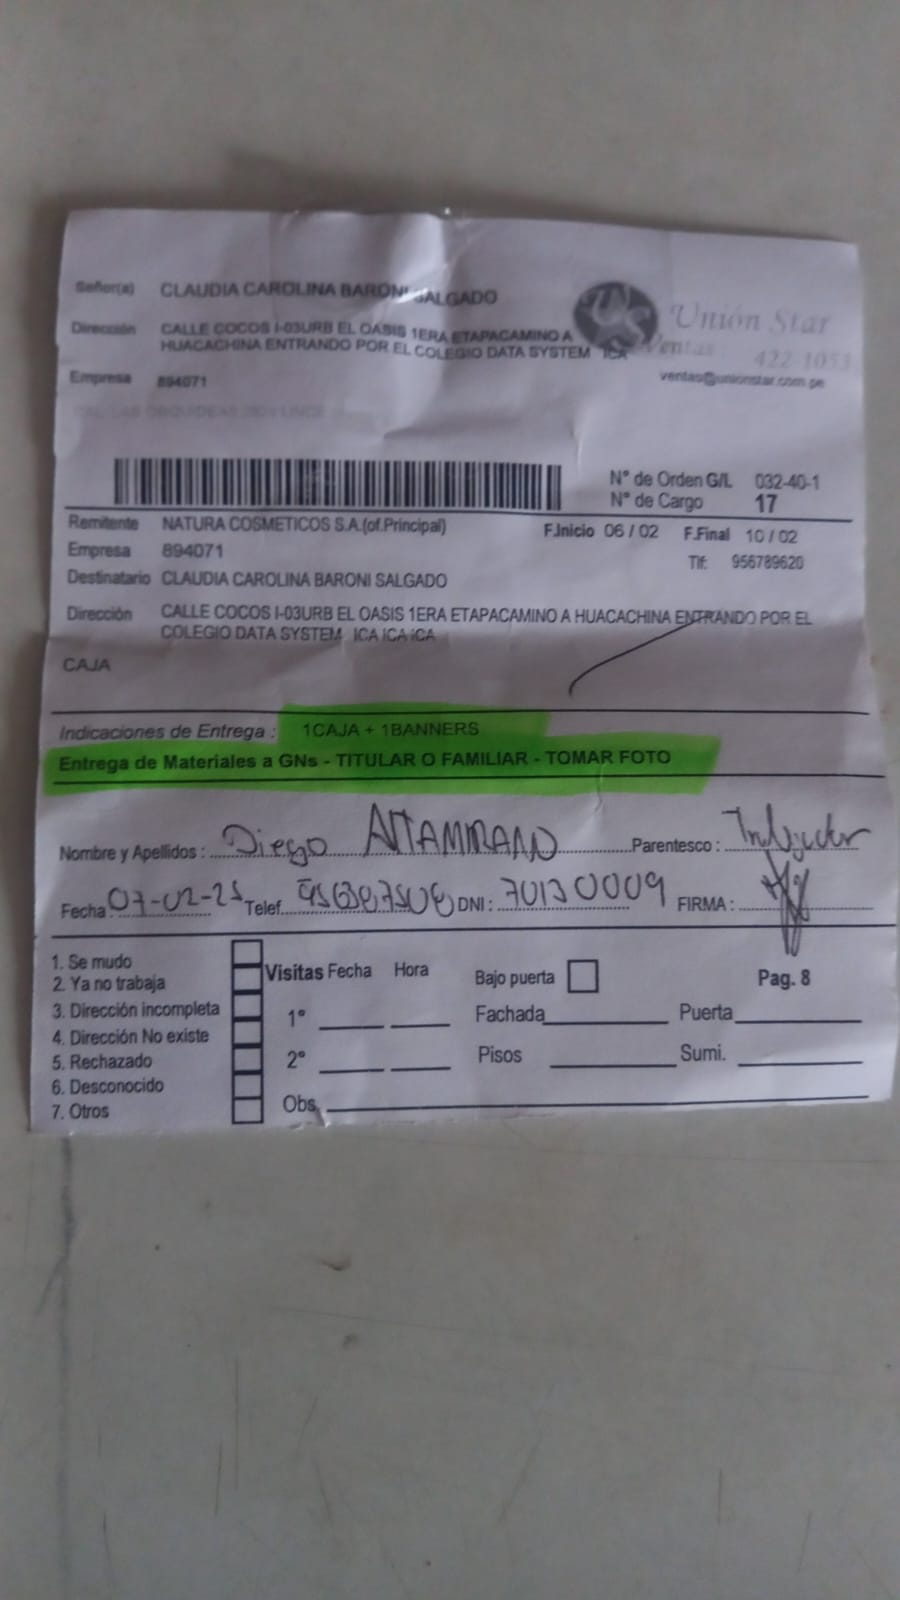 Señor(a) CLAUDIA CAROLINA BARONI SALGADO
Dirección CALLE COCOS I-03URB EL OASIS 1ERA ETAPACAMINO A
HUACACHINA ENTRANDO POR EL COLEGIO DATA SYSTEM ICA
Empresa 894071
US Unión Star
Ventas: 422-1053
ventas@unionstar.com.pe
N° de Orden G/L 032-40-1
N° de Cargo 17
Remitente NATURA COSMETICOS S.A.(of.Principal) F.Inicio 06 / 02 F.Final 10 / 02
Empresa 894071 Tlf: 956789620
Destinatario CLAUDIA CAROLINA BARONI SALGADO
Dirección CALLE COCOS I-03URB EL OASIS 1ERA ETAPACAMINO A HUACACHINA ENTRANDO POR EL
COLEGIO DATA SYSTEM ICA ICA ICA
CAJA
Indicaciones de Entrega : 1CAJA + 1BANNERS
Entrega de Materiales a GNs - TITULAR O FAMILIAR - TOMAR FOTO
Nombre y Apellidos : Diego ALTAMIRANO Parentesco :
Fecha : 07-02-25 Telef. DNI : 70130009 FIRMA :
1. Se mudo
2. Ya no trabaja
3. Dirección incompleta
4. Dirección No existe
5. Rechazado
6. Desconocido
7. Otros
Visitas Fecha Hora
1°
2°
Obs.
Bajo puerta
Pag. 8
Fachada Puerta
Pisos Sumi.